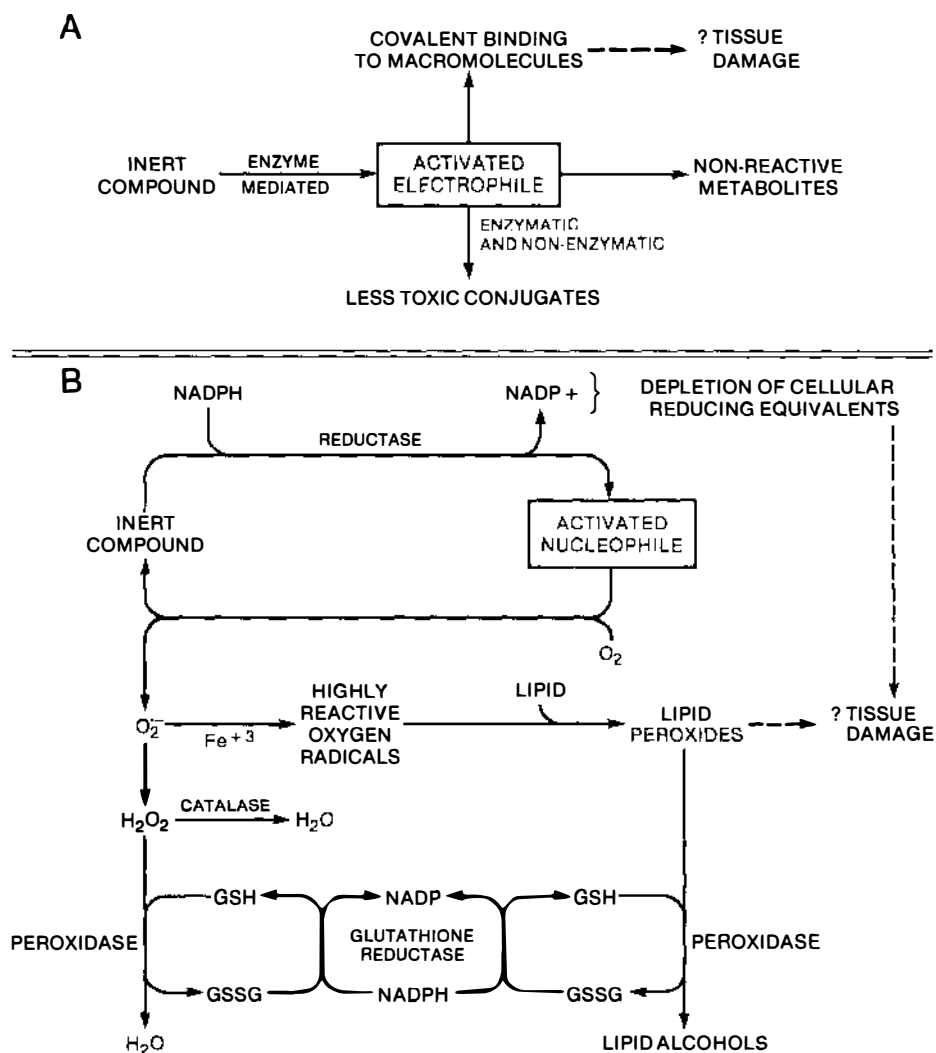 A
COVALENT BINDING
TO MACROMOLECULES
? TISSUE
DAMAGE
INERT
COMPOUND
ENZYME
MEDIATED
ACTIVATED
ELECTROPHILE
NON-REACTIVE
METABOLITES
ENZYMATIC
AND NON-ENZYMATIC
LESS TOXIC CONJUGATES
B
NADPH
NADP + }
DEPLETION OF CELLULAR
REDUCING EQUIVALENTS
REDUCTASE
INERT
COMPOUND
ACTIVATED
NUCLEOPHILE
O₂
O₂⁻
Fe⁺³
HIGHLY
REACTIVE
OXYGEN
RADICALS
LIPID
LIPID
PEROXIDES
? TISSUE
DAMAGE
H₂O₂
CATALASE
H₂O
GSH
NADP
GSH
PEROXIDASE
GLUTATHIONE
REDUCTASE
PEROXIDASE
GSSG
NADPH
GSSG
H₂O
LIPID ALCOHOLS